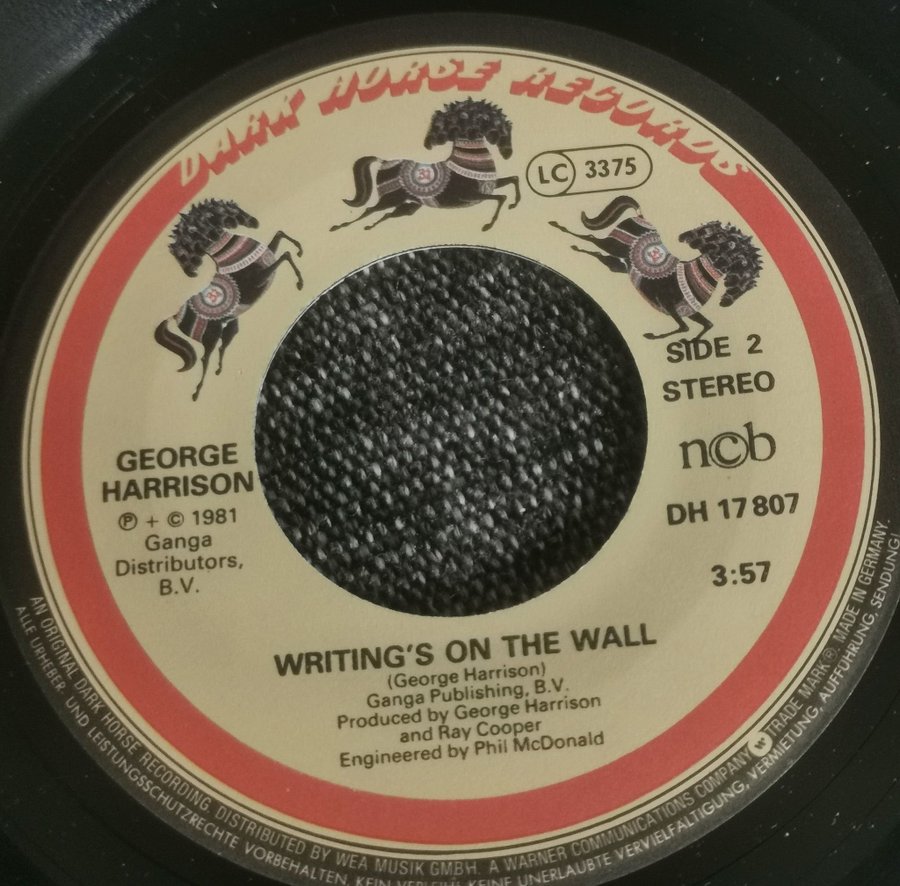 DARK HORSE RECORDS
LC 3375
SIDE 2
STEREO
n©b
DH 17 807
3:57
GEORGE
HARRISON
℗ + © 1981
Ganga
Distributors,
B.V.
WRITING'S ON THE WALL
(George Harrison)
Ganga Publishing, B.V.
Produced by George Harrison
and Ray Cooper
Engineered by Phil McDonald
AN ORIGINAL DARK HORSE RECORDING DISTRIBUTED BY WEA MUSIK GMBH. A WARNER COMMUNICATIONS COMPANY TRADE MARK®. MADE IN GERMANY.
ALLE URHEBER- UND LEISTUNGSSCHUTZRECHTE VORBEHALTEN. KEIN VERLEIH! KEINE UNERLAUBTE VERVIELFÄLTIGUNG, VERMIETUNG, AUFFÜHRUNG, SENDUNG!